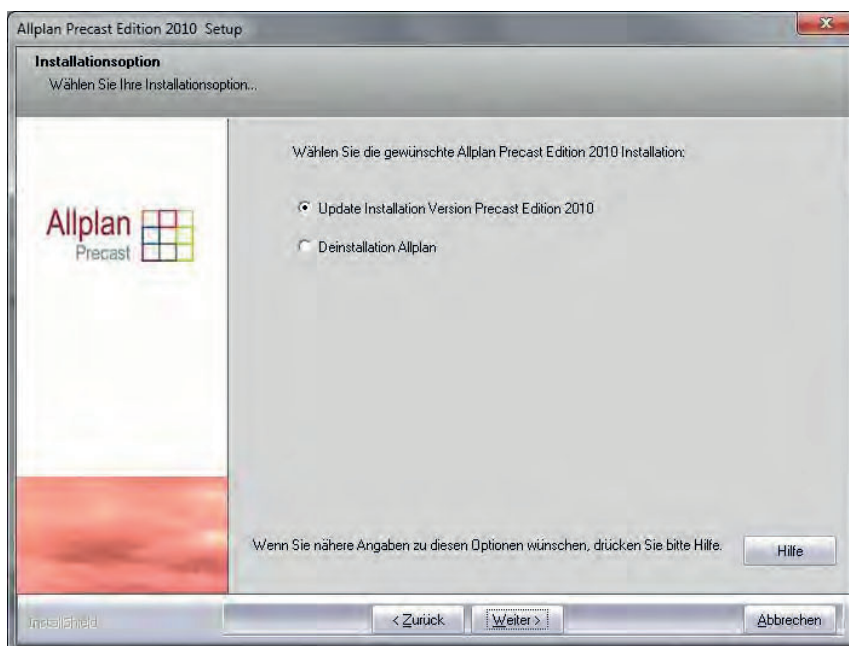 Allplan Precast Edition 2010 Setup
Installationsoption
Wählen Sie Ihre Installationsoption...
Wählen Sie die gewünschte Allplan Precast Edition 2010 Installation:
Allplan
Precast
Update Installation Version Precast Edition 2010
Deinstallation Allplan
Wenn Sie nähere Angaben zu diesen Optionen wünschen, drücken Sie bitte Hilfe.
Hilfe
InstallShield
< Zurück
Weiter >
Abbrechen